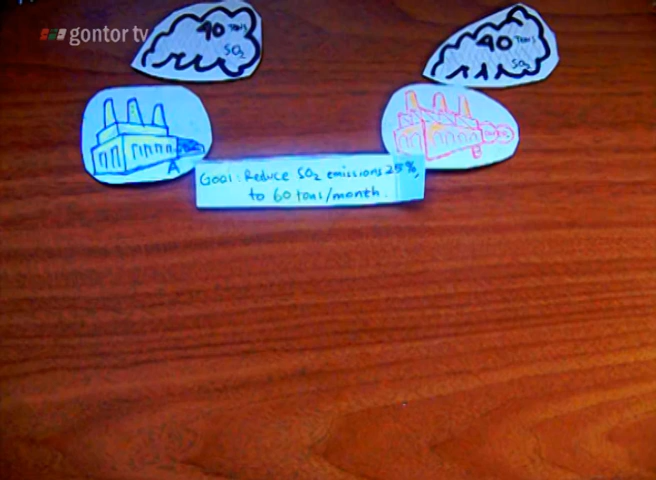 gontor tv
40 TONS
SO2
40 TONS
SO2
A
B
Goal: Reduce SO2 emissions 25%,
to 60 tons/month.